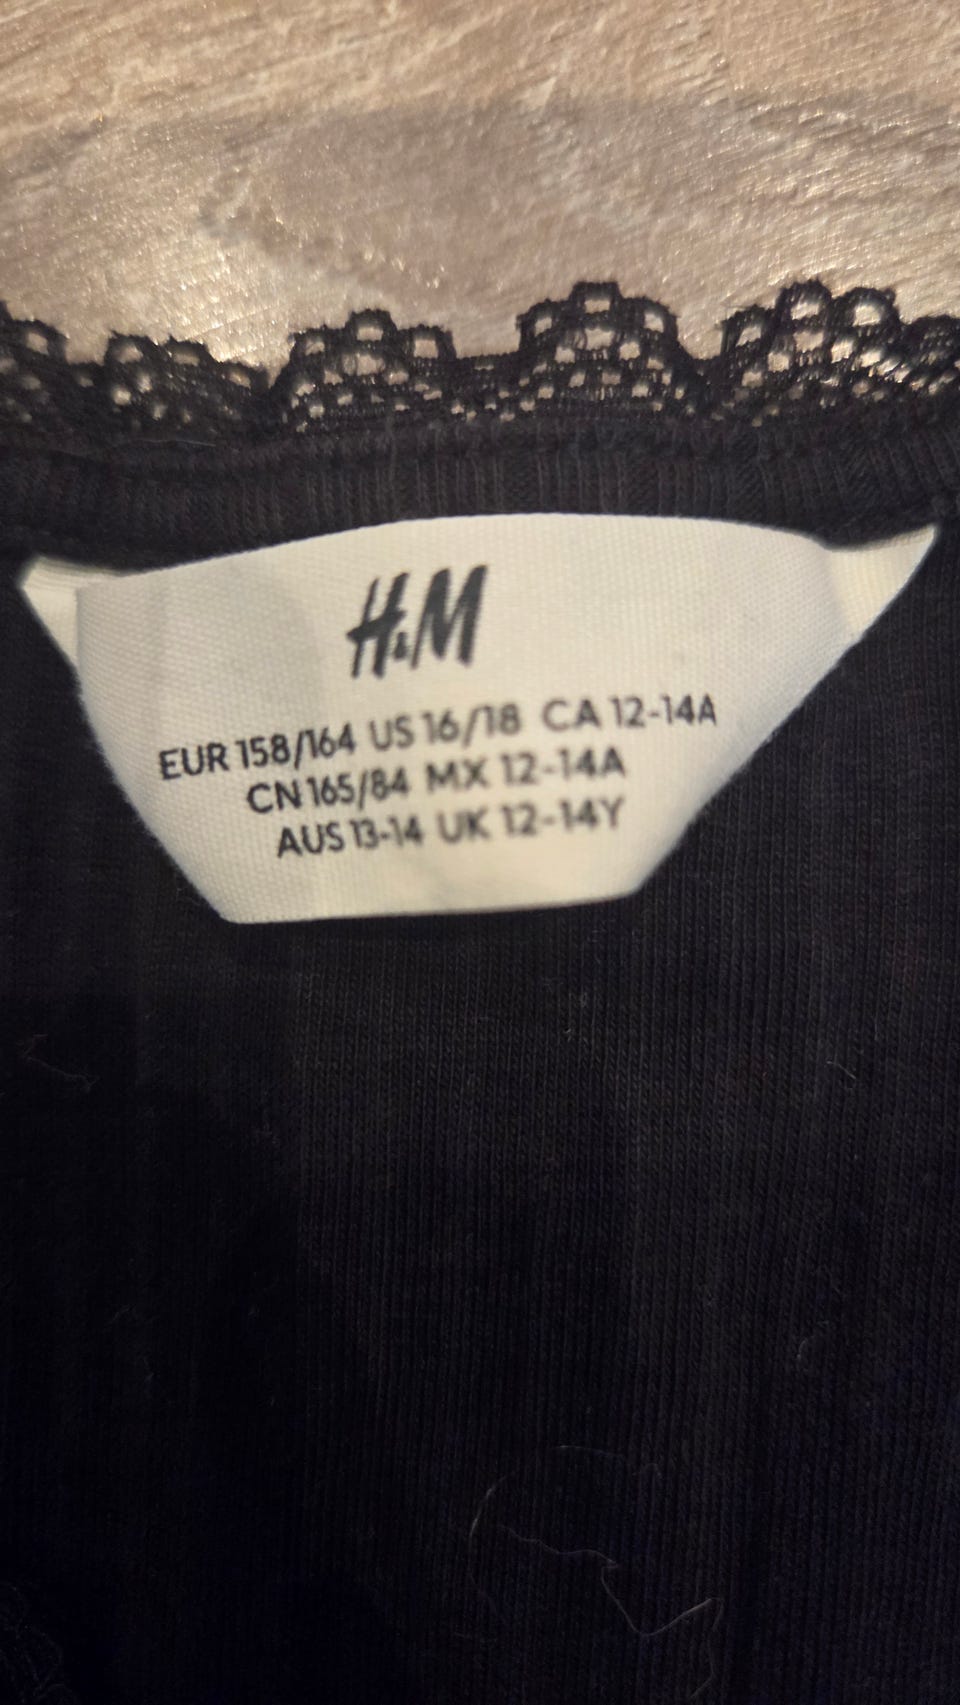 H&M
EUR 158/164 US 16/18 CA 12-14A
CN 165/84 MX 12-14A
AUS 13-14 UK 12-14Y